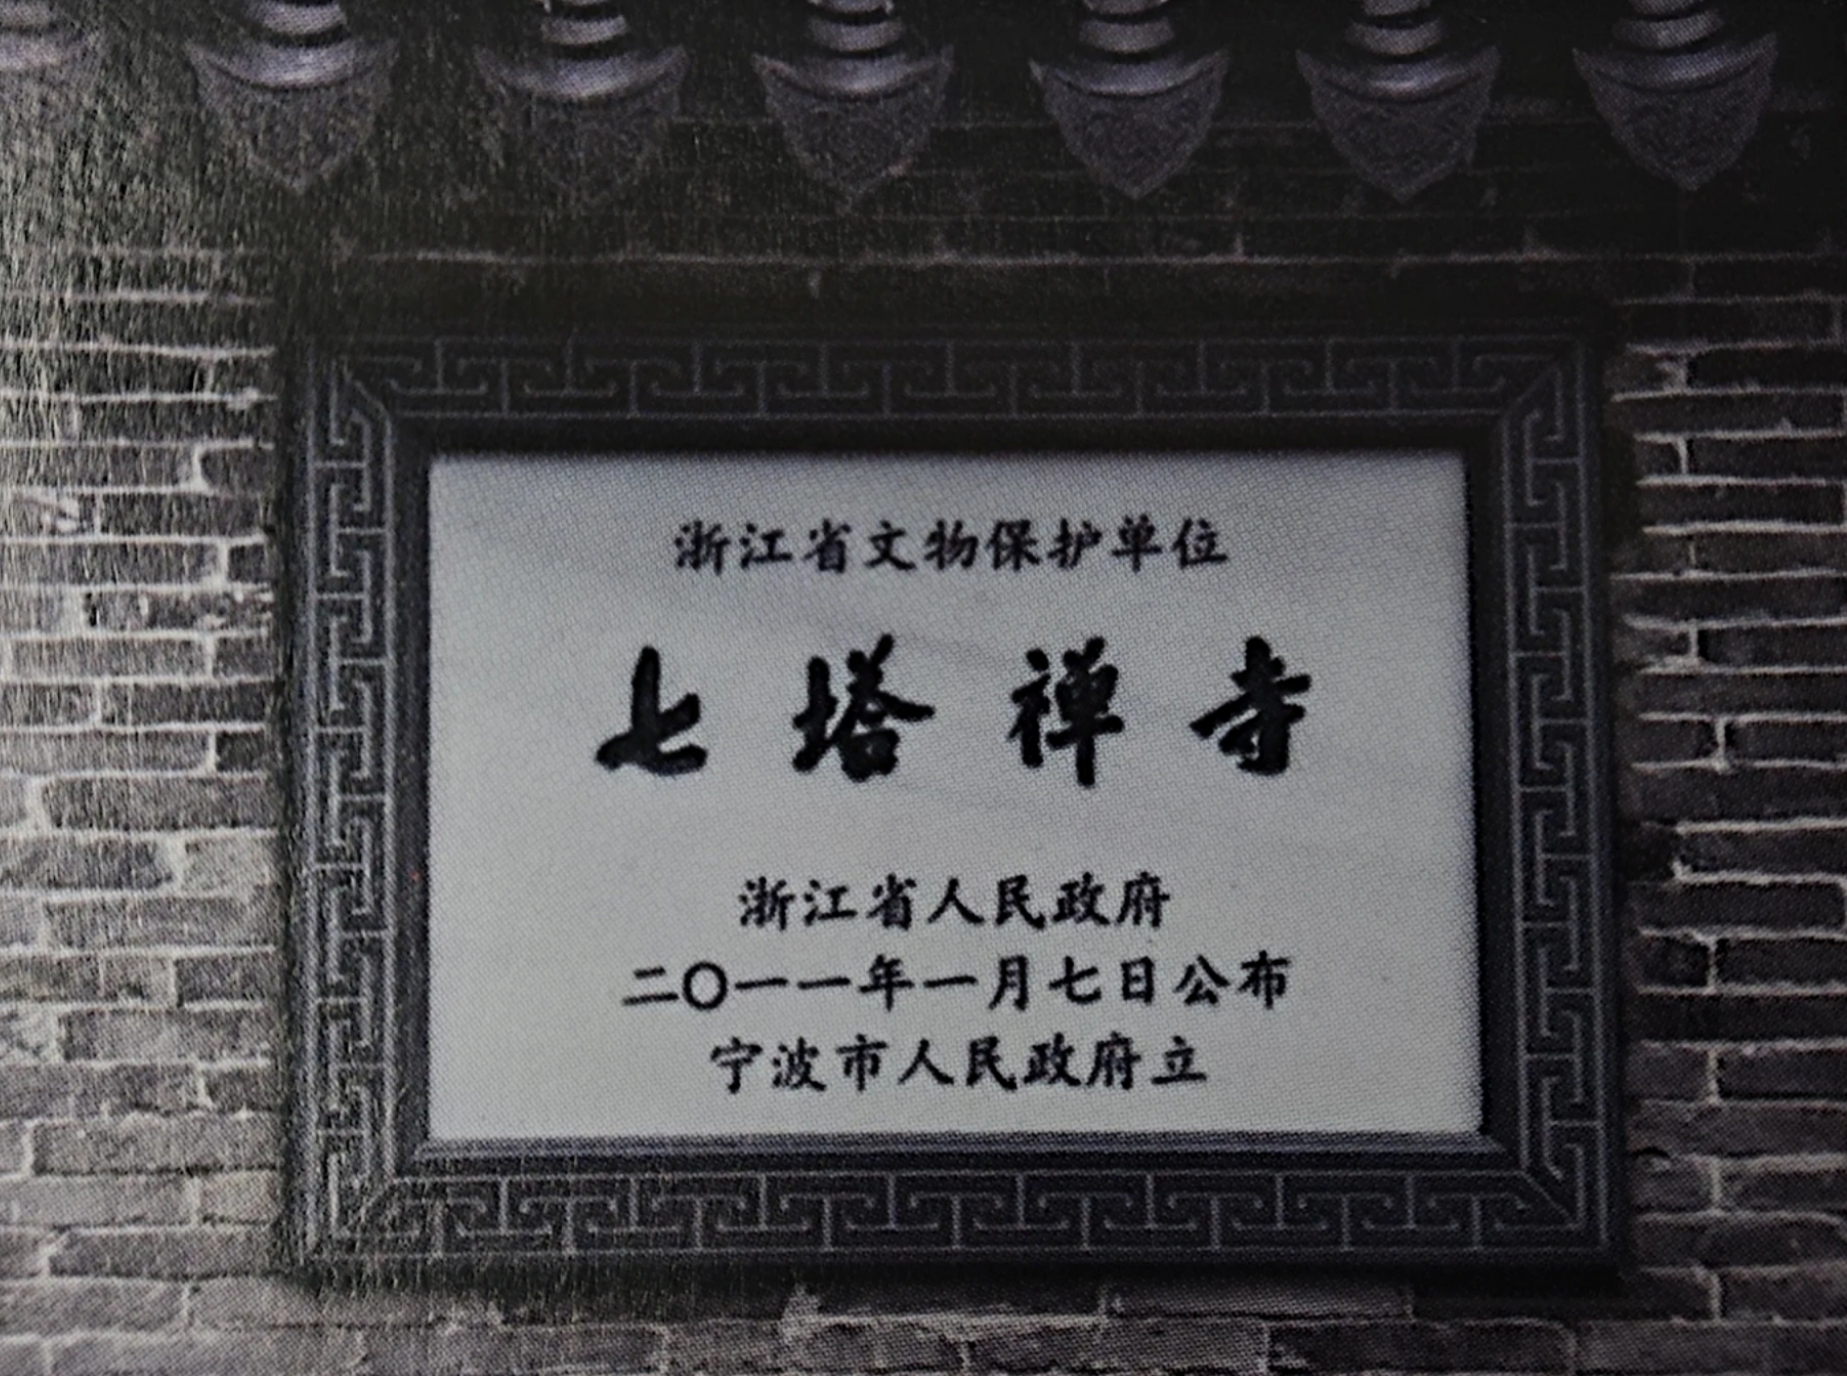 浙江省文物保护单位
七塔禅寺
浙江省人民政府
二〇一一年一月七日公布
宁波市人民政府立